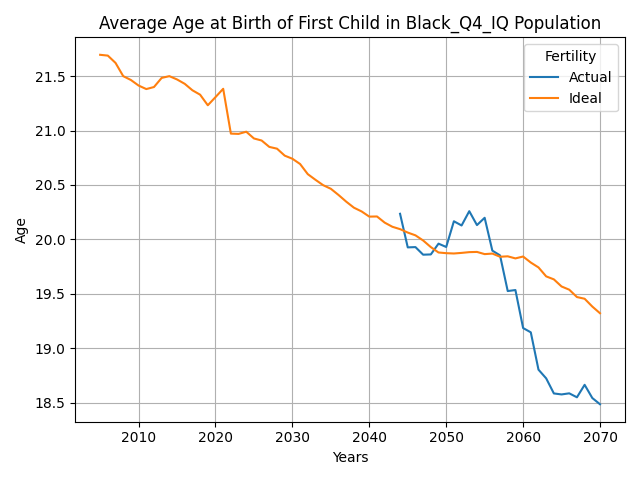 Average Age at Birth of First Child in Black_Q4_IQ Population
Fertility
Actual
Ideal
21.5
21.0
20.5
20.0
19.5
19.0
18.5
Age
2010 2020 2030 2040 2050 2060 2070
Years